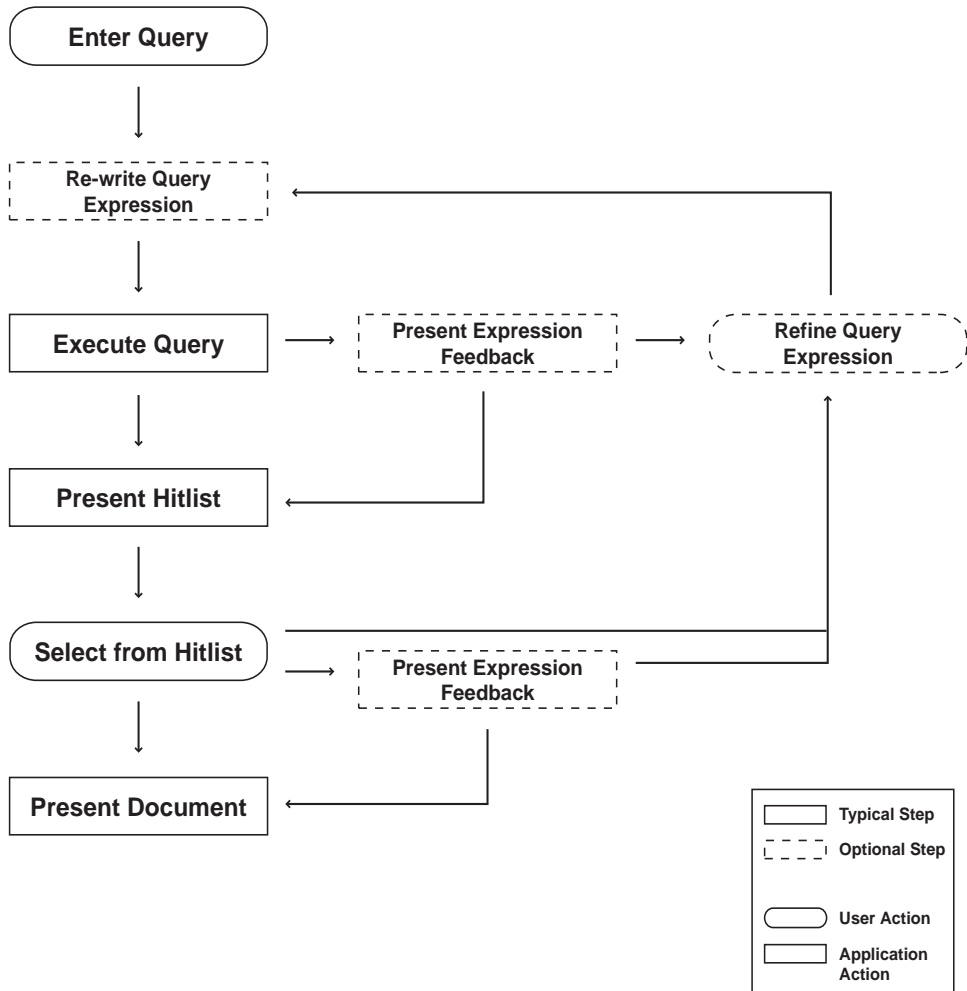 Enter Query
Re-write Query
Expression
Execute Query
Present Expression
Feedback
Refine Query
Expression
Present Hitlist
Select from Hitlist
Present Expression
Feedback
Present Document
Typical Step
Optional Step
User Action
Application
Action